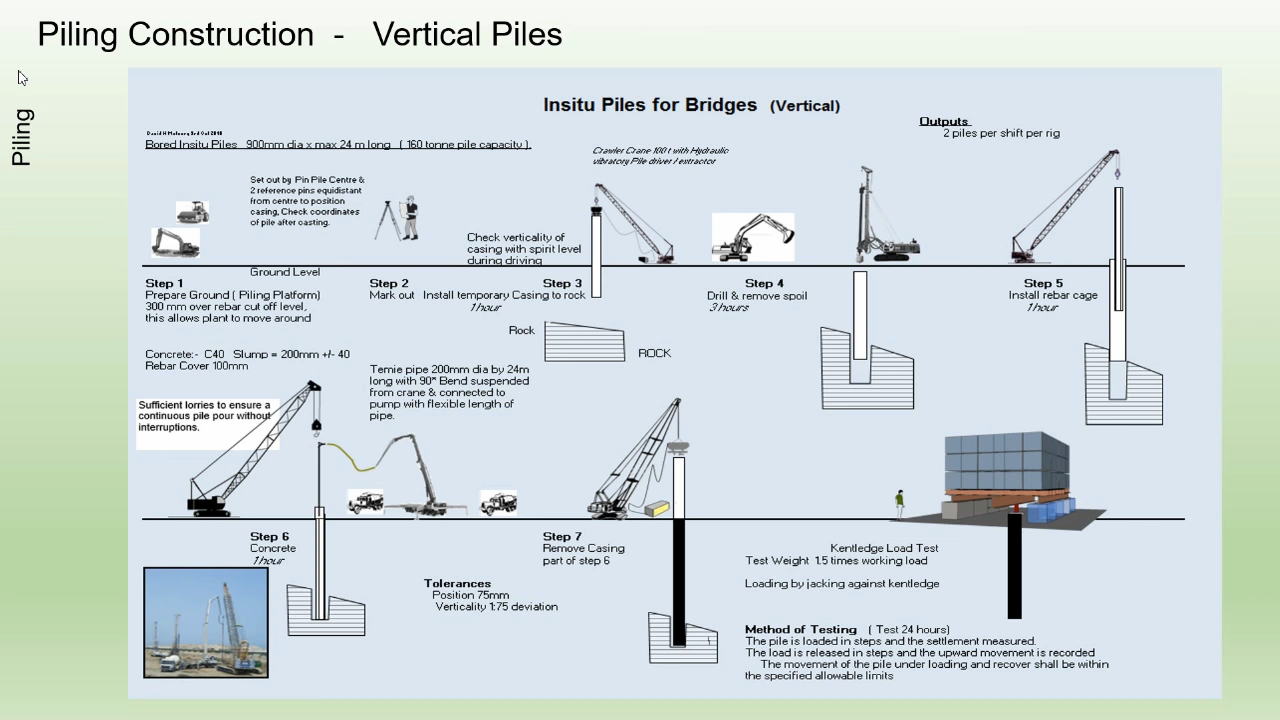 Piling Construction - Vertical Piles
Piling
Insitu Piles for Bridges (Vertical)
Outputs
2 piles per shift per rig
Bored Insitu Piles 900mm dia x max 24 m long ( 160 tonne pile capacity ).
Crawler Crane 100 t with Hydraulic
vibratory Pile driver / extractor
Set out by Pin Pile Centre &
2 reference pins equidistant
from centre to position
casing, Check coordinates
of pile after casting.
Check verticality of
casing with spirit level
during driving
Ground Level
Step 1
Prepare Ground ( Piling Platform)
300 mm over rebar cut off level,
this allows plant to move around
Step 2
Mark out
Step 3
Install temporary Casing to rock
1 hour
Step 4
Drill & remove spoil
3 hours
Step 5
Install rebar cage
1 hour
Rock
ROCK
Concrete:- C40 Slump = 200mm +/- 40
Rebar Cover 100mm
Temie pipe 200mm dia by 24m
long with 90* Bend suspended
from crane & connected to
pump with flexible length of
pipe.
Sufficient lorries to ensure a
continuous pile pour without
interruptions.
Step 6
Concrete
1 hour
Step 7
Remove Casing
part of step 6
Kentledge Load Test
Test Weight 1.5 times working load
Loading by jacking against kentledge
Tolerances
Position 75mm
Verticality 1:75 deviation
Method of Testing ( Test 24 hours)
The pile is loaded in steps and the settlement measured.
The load is released in steps and the upward movement is recorded
The movement of the pile under loading and recover shall be within
the specified allowable limits